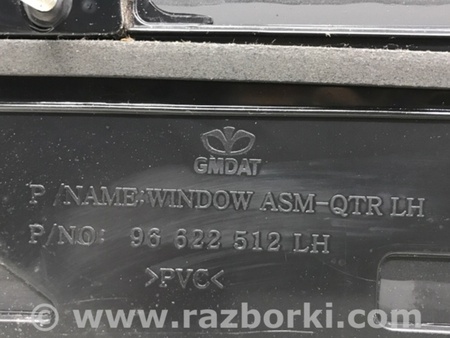 GMDAT
P/NAME:WINDOW ASM-QTR LH
P/NO: 96 622 512 LH
>PVC<
© www.razborki.com